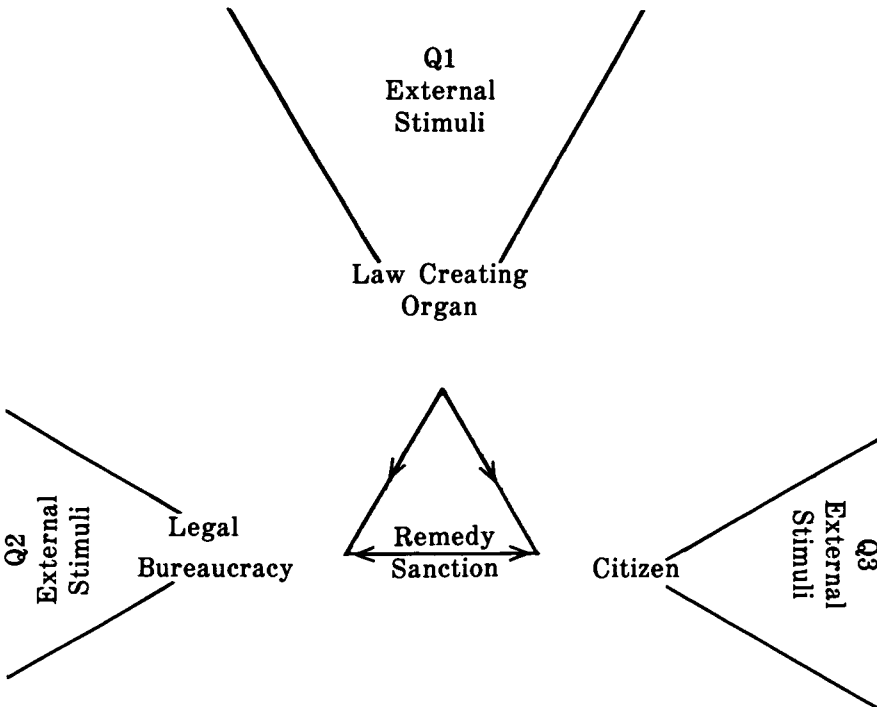 Q1
External
Stimuli
Law Creating
Organ
Q2
External
Stimuli
Legal
Bureaucracy
Remedy
Sanction
Citizen
Q3
External
Stimuli